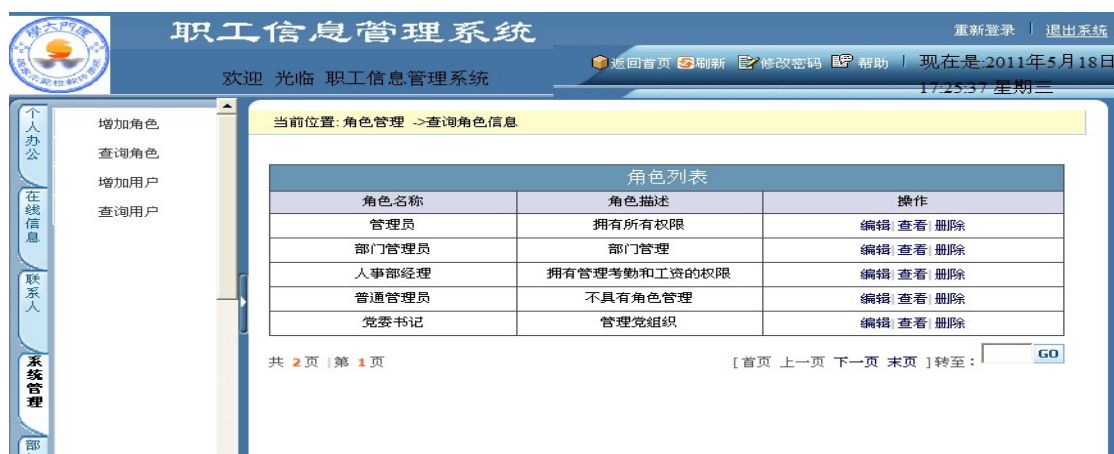 职工信息管理系统
重新登录 | 退出系统
欢迎 光临 职工信息管理系统
返回首页 刷新 修改密码 帮助 | 现在是:2011年5月18日
17:25:37 星期三
个人办公
在线信息
联系人
系统管理
部
增加角色
查询角色
增加用户
查询用户
当前位置: 角色管理 ->查询角色信息
角色列表
角色名称 角色描述 操作
管理员 拥有所有权限 编辑| 查看| 删除
部门管理员 部门管理 编辑| 查看| 删除
人事部经理 拥有管理考勤和工资的权限 编辑| 查看| 删除
普通管理员 不具有角色管理 编辑| 查看| 删除
党委书记 管理党组织 编辑| 查看| 删除
共 2 页 |第 1 页 [ 首页 上一页 下一页 末页 ] 转至： GO